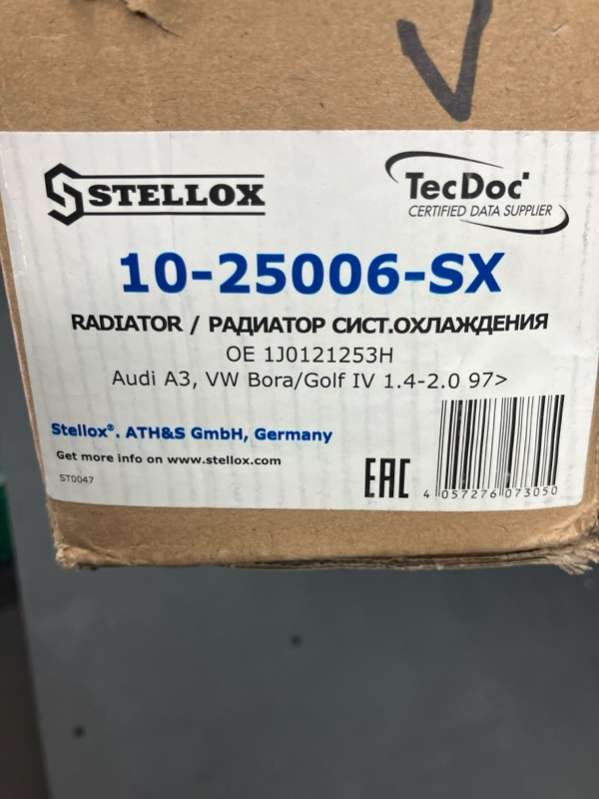 STELLOX
TecDoc
CERTIFIED DATA SUPPLIER
10-25006-SX
RADIATOR / РАДИАТОР СИСТ.ОХЛАЖДЕНИЯ
OE 1J0121253H
Audi A3, VW Bora/Golf IV 1.4-2.0 97>
Stellox®. ATH&S GmbH, Germany
Get more info on www.stellox.com
ST0047
EAC
4 057276 073050